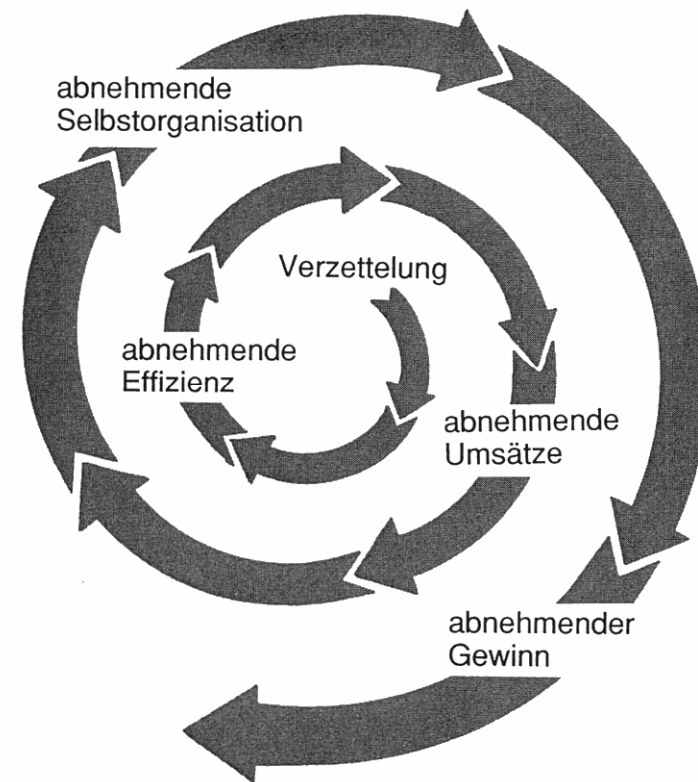 abnehmende
Selbstorganisation
Verzettelung
abnehmende
Effizienz
abnehmende
Umsätze
abnehmender
Gewinn